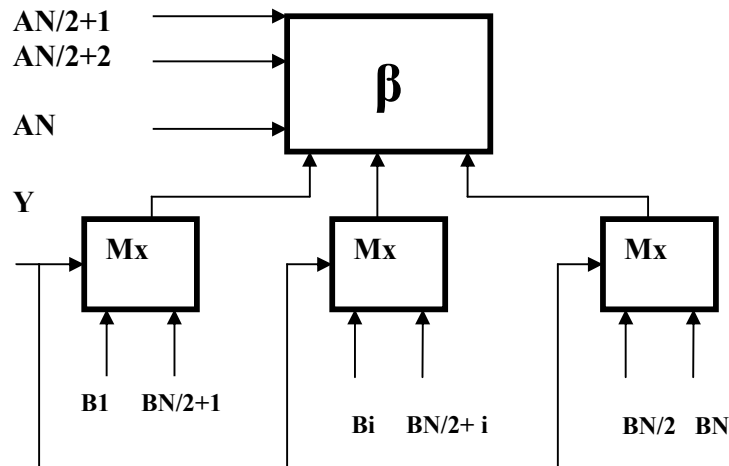 AN/2+1
AN/2+2
β
AN
Y
Mx
Mx
Mx
B1 BN/2+1
Bi BN/2+ i
BN/2 BN